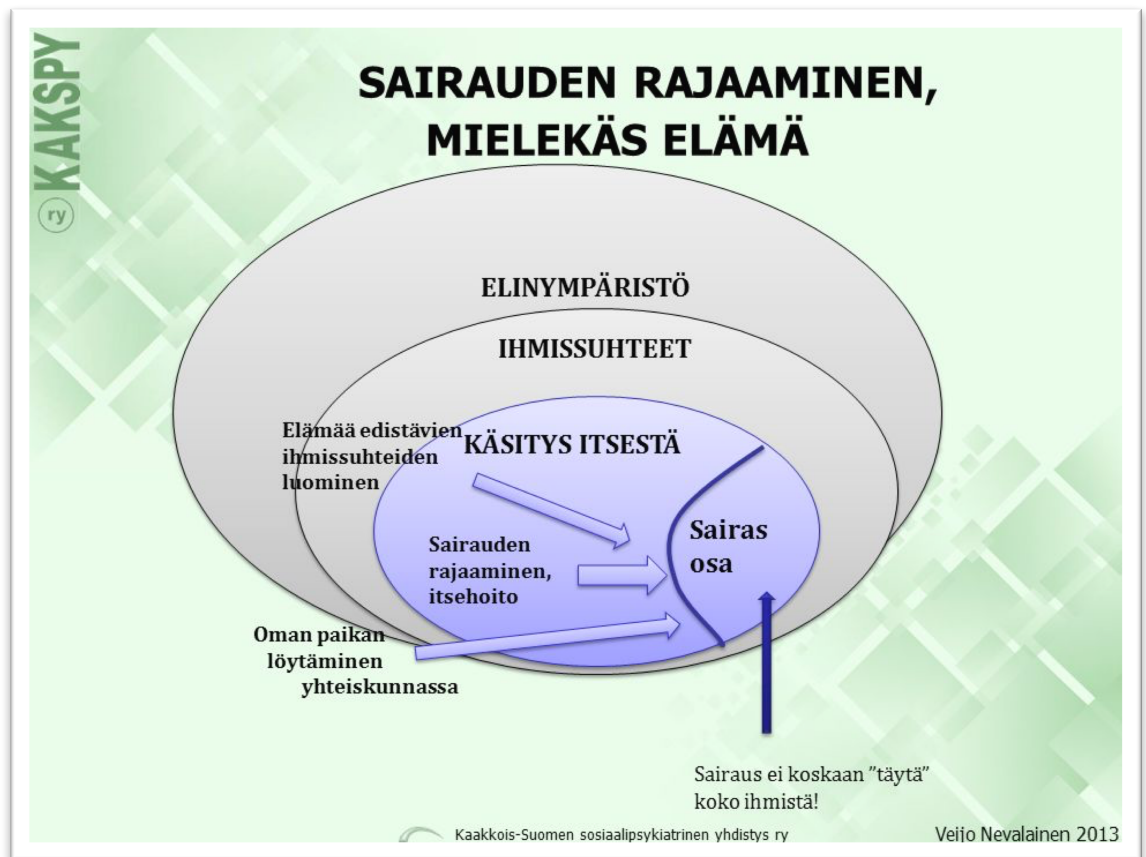 KAKSPY
ry
SAIRAUDEN RAJAAMINEN,
MIELEKÄS ELÄMÄ
ELINYMPÄRISTÖ
IHMISSUHTEET
KÄSITYS ITSESTÄ
Elämää edistävien
ihmissuhteiden
luominen
Sairas
osa
Sairauden
rajaaminen,
itsehoito
Oman paikan
löytäminen
yhteiskunnassa
Sairaus ei koskaan ”täytä”
koko ihmistä!
Kaakkois-Suomen sosiaalipsykiatrinen yhdistys ry
Veijo Nevalainen 2013